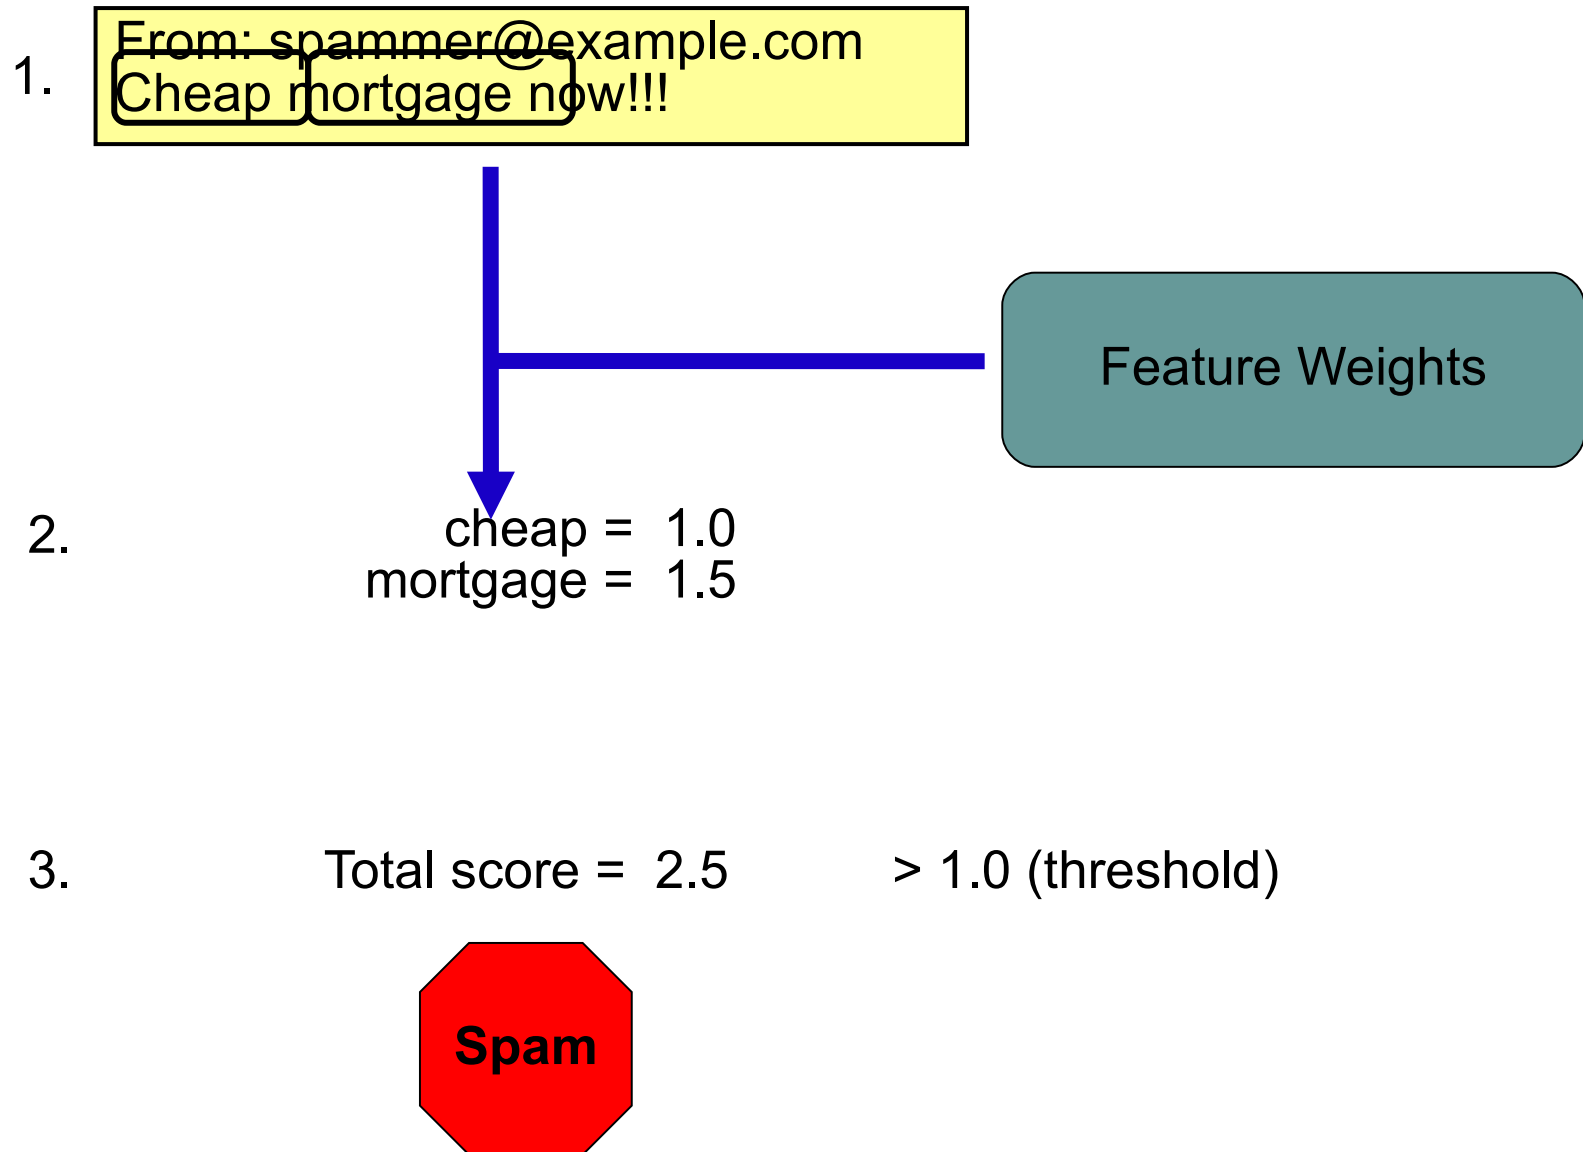 1.
From: spammer@example.com
Cheap mortgage now!!!
Feature Weights
2.
cheap = 1.0
mortgage = 1.5
3.
Total score = 2.5 > 1.0 (threshold)
Spam